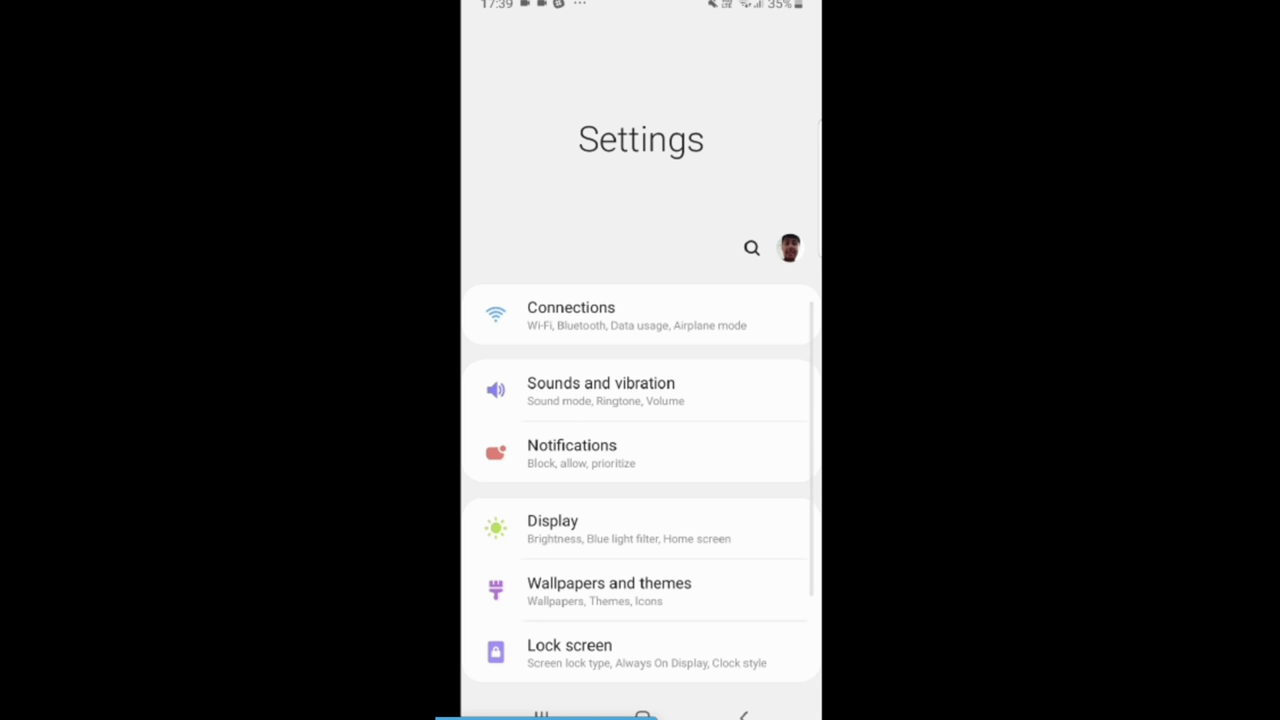 17:39 35%
Settings
Connections
Wi-Fi, Bluetooth, Data usage, Airplane mode
Sounds and vibration
Sound mode, Ringtone, Volume
Notifications
Block, allow, prioritize
Display
Brightness, Blue light filter, Home screen
Wallpapers and themes
Wallpapers, Themes, Icons
Lock screen
Screen lock type, Always On Display, Clock style